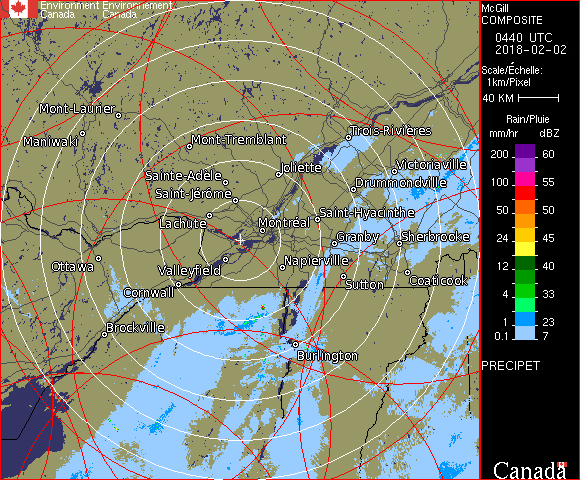 Environment Environnement
Canada Canada
McGill
COMPOSITE
0440 UTC
2018-02-02
Scale/Échelle:
1km/Pixel
40 KM
Rain/Pluie
mm/hr dBZ
200 60
100 55
50 50
24 45
12 40
4 33
1 23
0.1 7
PRECIPET
Canada
Mont-Laurier
Maniwaki
Mont-Tremblant
Trois-Rivières
Joliette
Victoriaville
Sainte-Adèle
Drummondville
Saint-Jérôme
Lachute
Montréal
Saint-Hyacinthe
Granby
Sherbrooke
Ottawa
Valleyfield
Napierville
Sutton
Coaticook
Cornwall
Brockville
Burlington